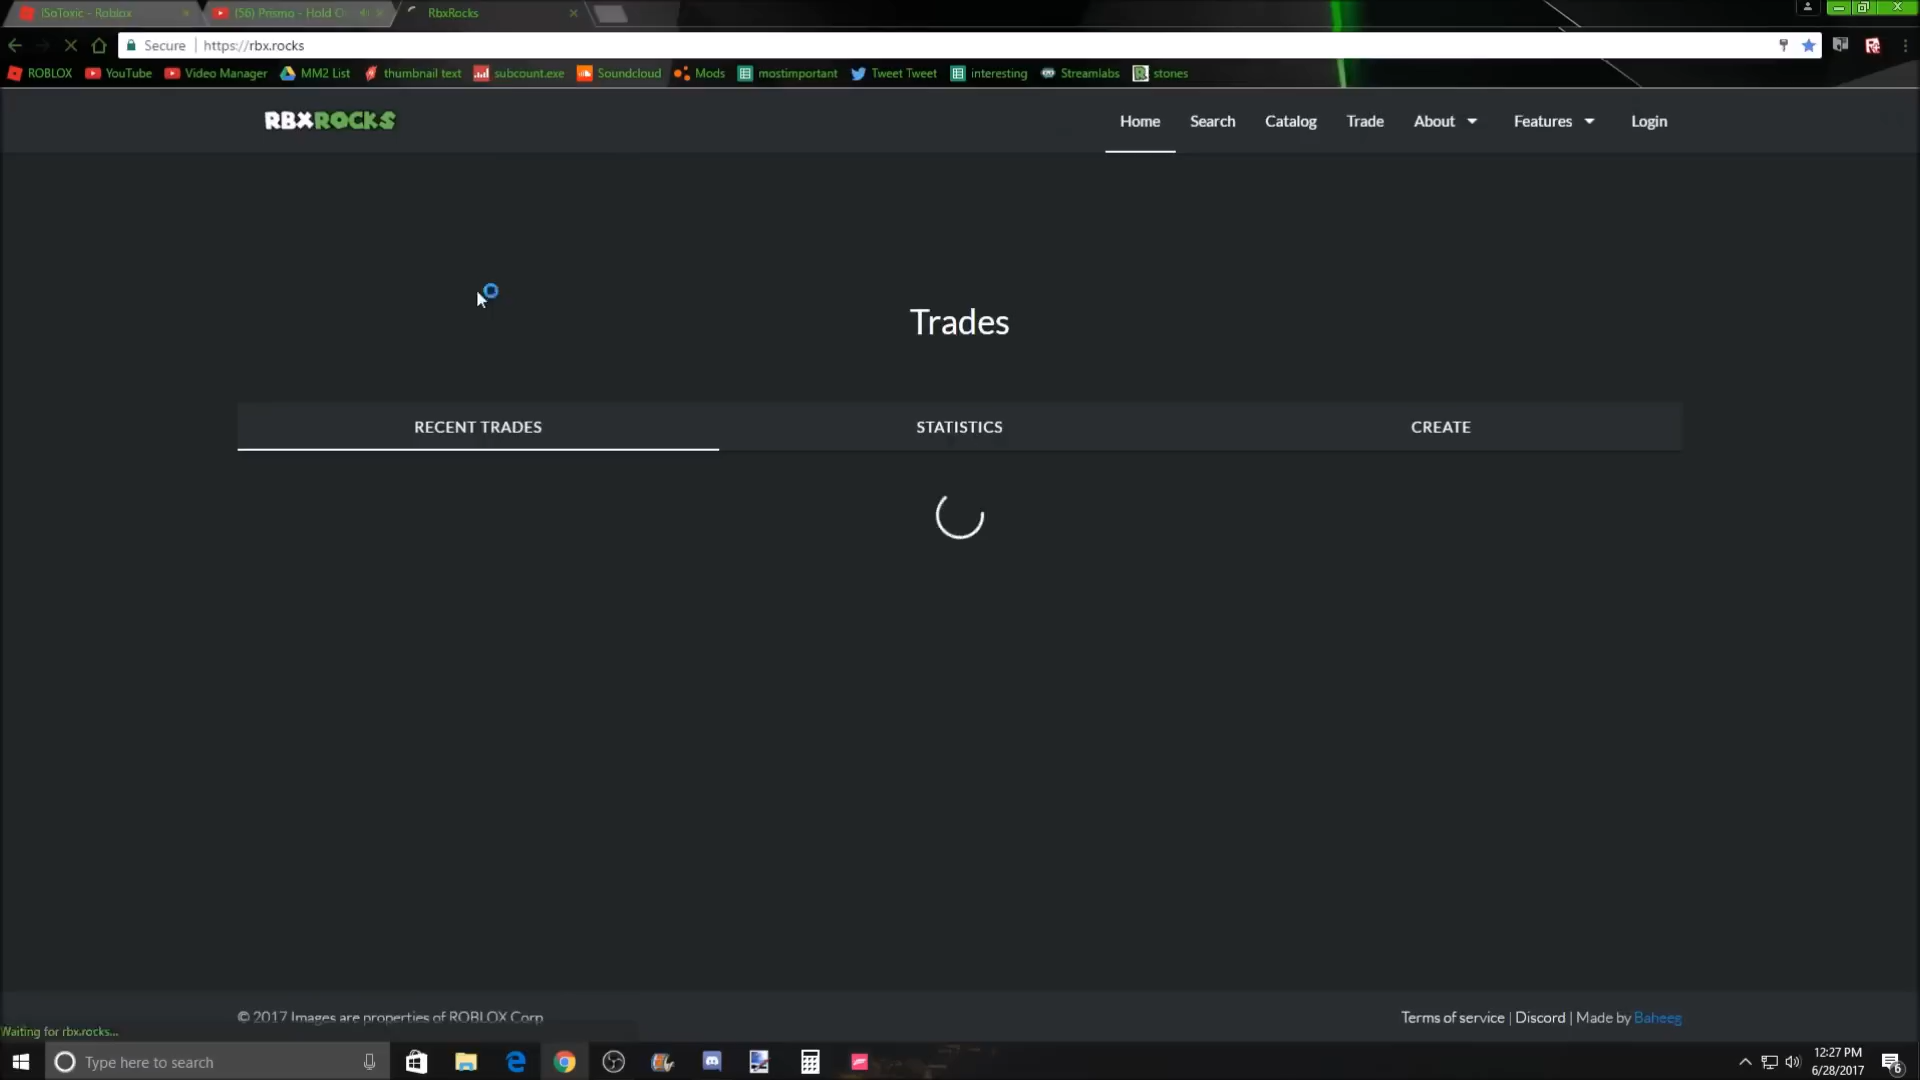 iSoToxic - Roblox
(56) Prismo - Hold O
RbxRocks
Secure
https://rbx.rocks
ROBLOX
YouTube
Video Manager
MM2 List
thumbnail text
subcount.exe
Soundcloud
Mods
mostimportant
Tweet Tweet
interesting
Streamlabs
stones
RBXROCKS
Home
Search
Catalog
Trade
About
Features
Login
Trades
RECENT TRADES
STATISTICS
CREATE
© 2017 Images are properties of ROBLOX Corp
Terms of service | Discord | Made by Baheeg
Waiting for rbx.rocks...
Type here to search
12:27 PM
6/28/2017
6